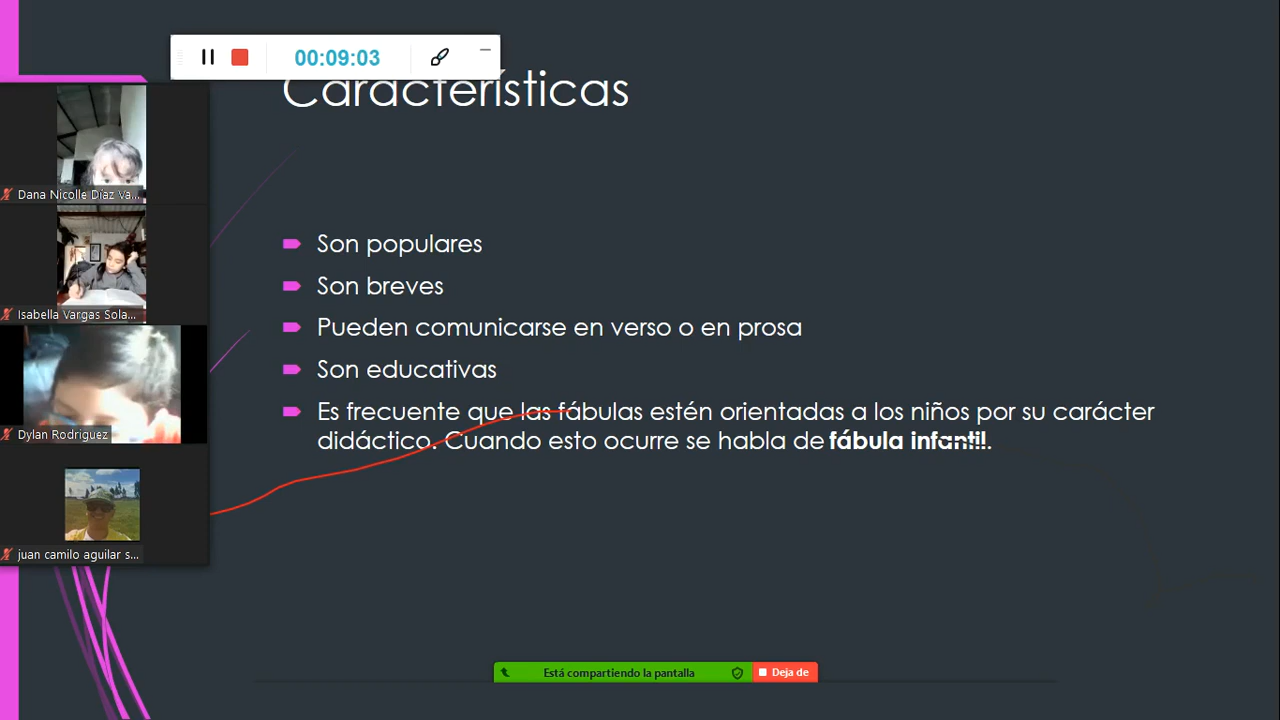 00:09:03
Características
Dana Nicolle Díaz Va...
Isabella Vargas Sola...
Dylan Rodriguez
juan camilo aguilar s...
Son populares
Son breves
Pueden comunicarse en verso o en prosa
Son educativas
Es frecuente que las fábulas estén orientadas a los niños por su carácter
didáctico. Cuando esto ocurre se habla de fábula infantil.
Está compartiendo la pantalla
Deja de